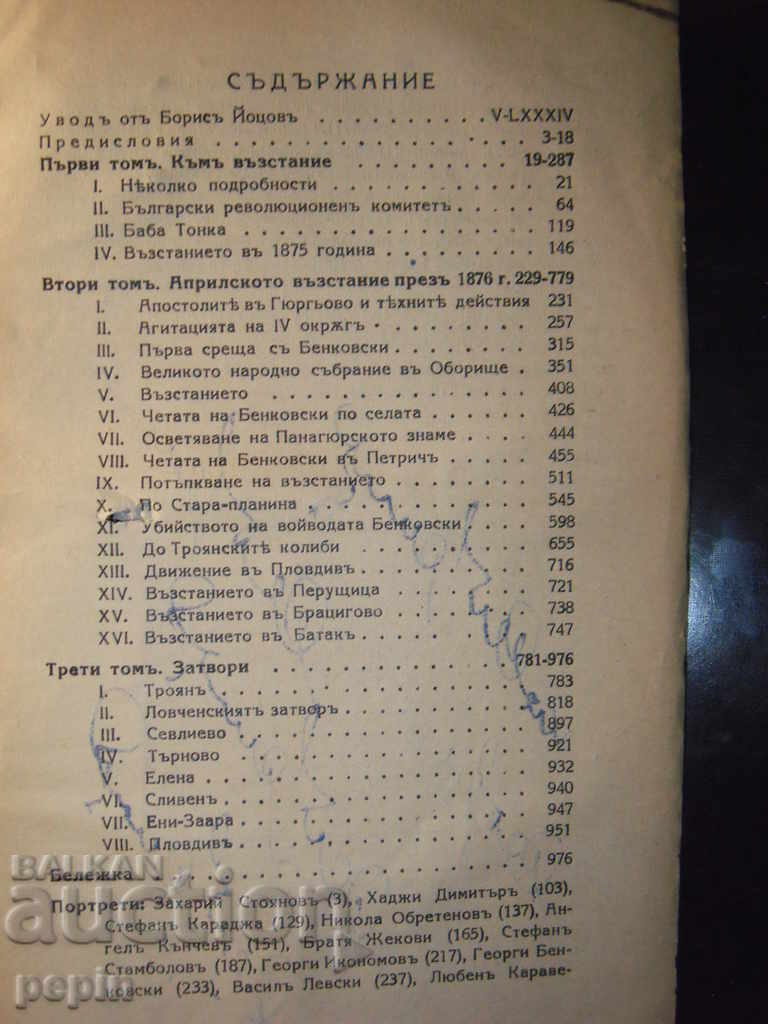 СЪДЪРЖАНИЕ
Уводъ отъ Борисъ Йоцовъ . . . . . . . . . . V-LXXXIV
Предисловия . . . . . . . . . . . . . . . 3-18
Първи томъ. Къмъ възстание . . . . . . . . 19-287
I. Нѣколко подробности . . . . . . . . . . . 21
II. Български революционенъ комитетъ . . . . . 64
III. Баба Тонка . . . . . . . . . . . . . . . 119
IV. Възстанието въ 1875 година . . . . . . . . 146
Втори томъ. Априлското възстание презъ 1876 г. 229-779
I. Апостолитѣ въ Гюргьово и тѣхнитѣ действия 231
II. Агитацията на IV окрѫгъ . . . . . . . . 257
III. Първа среща съ Бенковски . . . . . . . . 315
IV. Великото народно събрание въ Оборище . . 351
V. Възстанието . . . . . . . . . . . . . . 408
VI. Четата на Бенковски по селата . . . . . . 426
VII. Осветяване на Панагюрското знаме . . . . . 444
VIII. Четата на Бенковски въ Петричъ . . . . . 455
IX. Потъпкване на възстанието . . . . . . . . 511
X. По Стара-планина . . . . . . . . . . . . 545
XI. Убийството на войводата Бенковски . . . . 598
XII. До Троянскитѣ колиби . . . . . . . . . . 655
XIII. Движение въ Пловдивъ . . . . . . . . . . 716
XIV. Възстанието въ Перущица . . . . . . . . . 721
XV. Възстанието въ Брацигово . . . . . . . . 738
XVI. Възстанието въ Батакъ . . . . . . . . . . 747
Трети томъ. Затвори . . . . . . . . . . . . 781-976
I. Троянъ . . . . . . . . . . . . . . . . . 783
II. Ловченскиятъ затворъ . . . . . . . . . . 818
III. Севлиево . . . . . . . . . . . . . . . . 897
IV. Търново . . . . . . . . . . . . . . . . 921
V. Елена . . . . . . . . . . . . . . . . . 932
VI. Сливенъ . . . . . . . . . . . . . . . . 940
VII. Ени-Заара . . . . . . . . . . . . . . . 947
VIII. Пловдивъ . . . . . . . . . . . . . . . 951
Бележка . . . . . . . . . . . . . . . . . 976
Портрети: Захарий Стояновъ (3), Хаджи Димитъръ (103),
Стефанъ Караджа (129), Никола Обретеновъ (137), Ан-
гелъ Кънчевъ (151), Братя Жекови (165), Стефанъ
Стамболовъ (187), Георги Икономовъ (217), Георги Бен-
ковски (233), Василъ Левски (237), Любенъ Караве-
BALKAN
auction
pepin